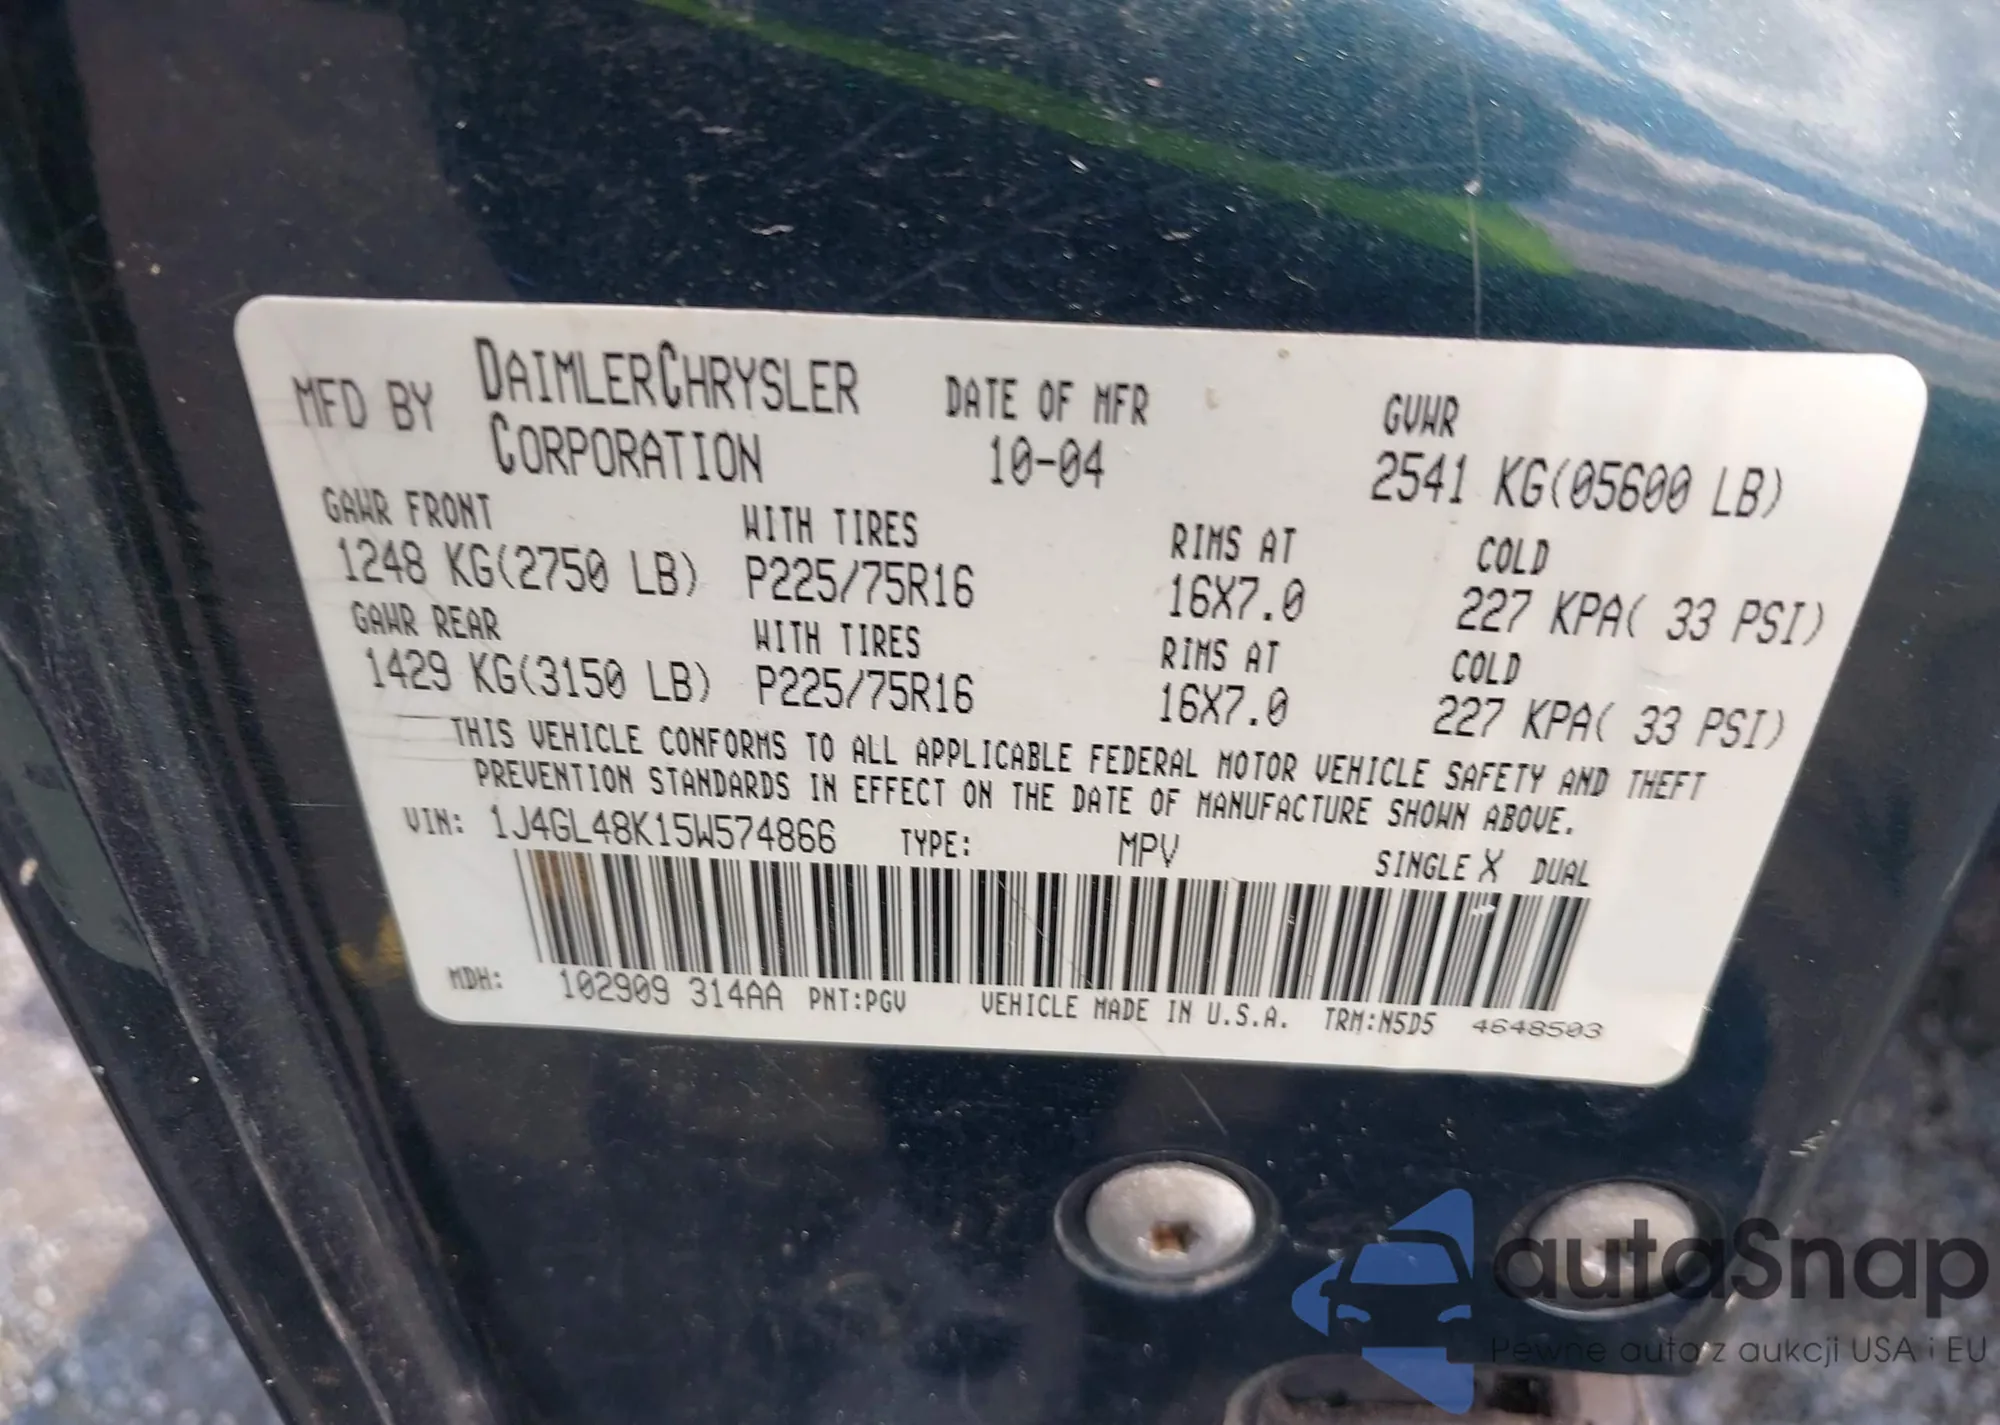 MFD BY DAIMLERCHRYSLER CORPORATION DATE OF MFR 10-04 GVWR 2541 KG(05600 LB)
GAWR FRONT WITH TIRES RIMS AT COLD
1248 KG(2750 LB) P225/75R16 16X7.0 227 KPA( 33 PSI)
GAWR REAR WITH TIRES RIMS AT COLD
1429 KG(3150 LB) P225/75R16 16X7.0 227 KPA( 33 PSI)
THIS VEHICLE CONFORMS TO ALL APPLICABLE FEDERAL MOTOR VEHICLE SAFETY AND THEFT
PREVENTION STANDARDS IN EFFECT ON THE DATE OF MANUFACTURE SHOWN ABOVE.
VIN: 1J4GL48K15W574866 TYPE: MPV SINGLE X DUAL
MDH: 102909 314AA PNT:PGV VEHICLE MADE IN U.S.A. TRM:N5D5 4648503
autaSnap
Pewne auta z aukcji USA i EU